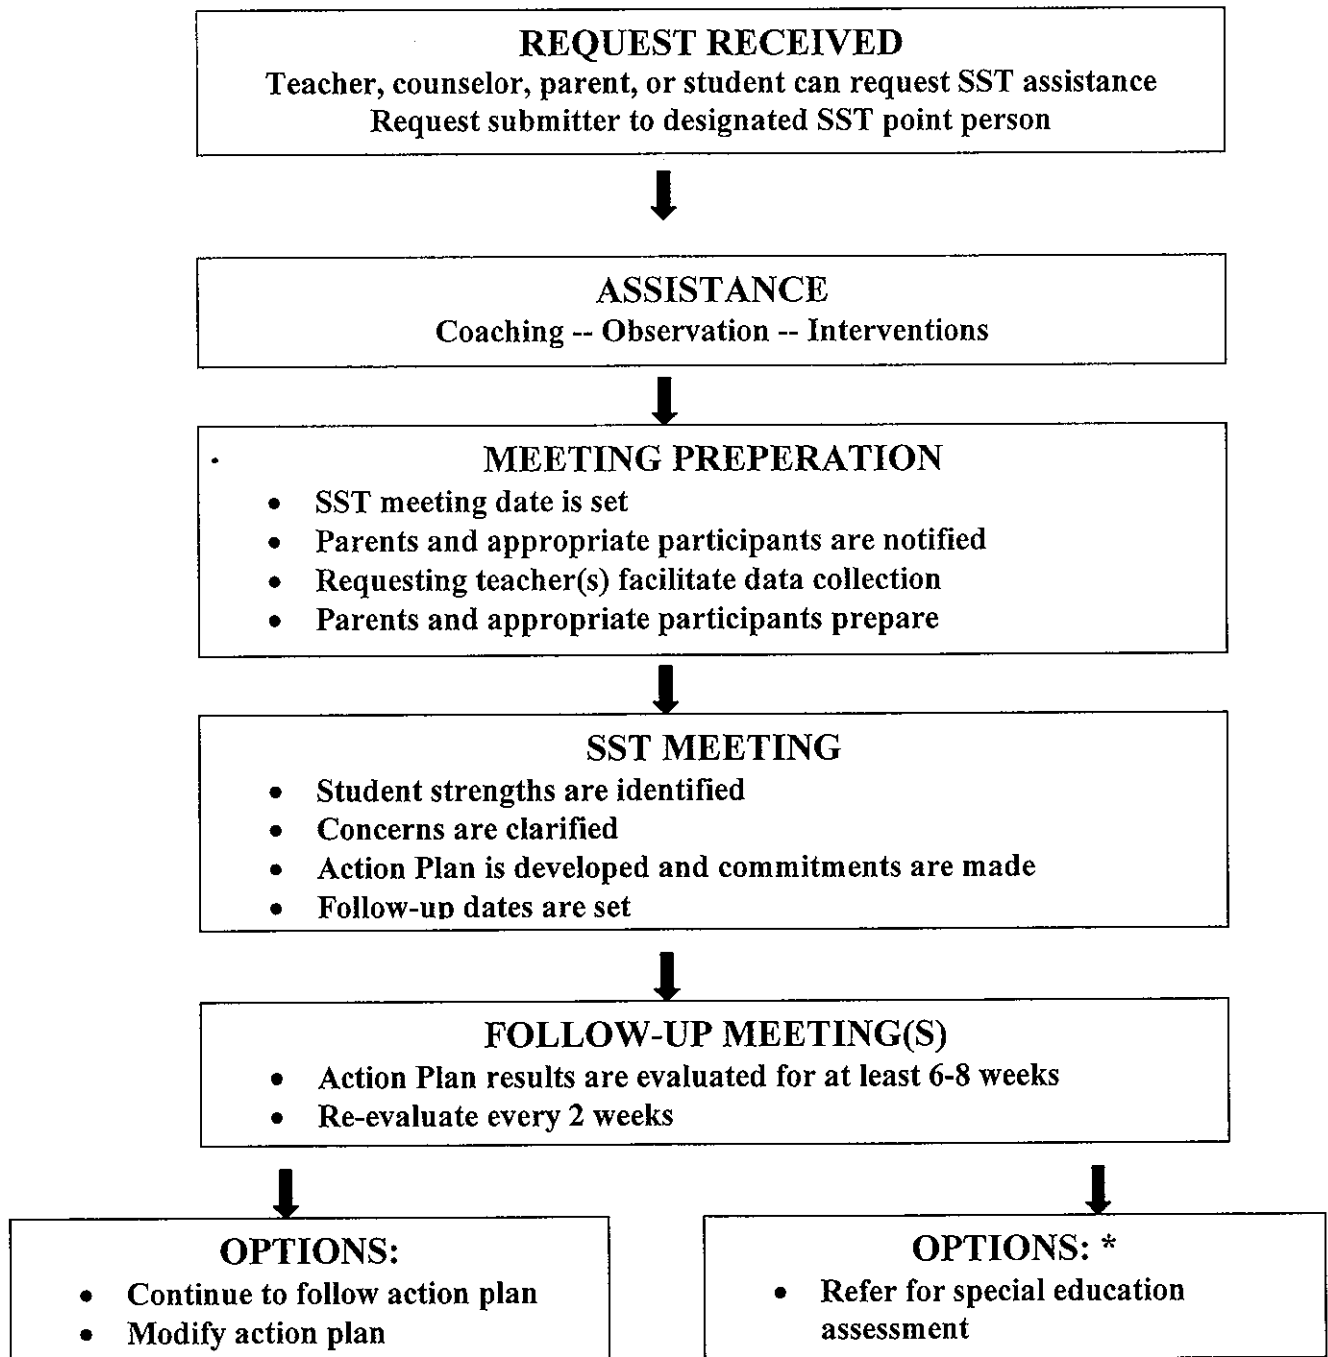 REQUEST RECEIVED
Teacher, counselor, parent, or student can request SST assistance
Request submitter to designated SST point person
ASSISTANCE
Coaching -- Observation -- Interventions
MEETING PREPERATION
• SST meeting date is set
• Parents and appropriate participants are notified
• Requesting teacher(s) facilitate data collection
• Parents and appropriate participants prepare
SST MEETING
• Student strengths are identified
• Concerns are clarified
• Action Plan is developed and commitments are made
• Follow-up dates are set
FOLLOW-UP MEETING(S)
• Action Plan results are evaluated for at least 6-8 weeks
• Re-evaluate every 2 weeks
OPTIONS:
• Continue to follow action plan
• Modify action plan
OPTIONS: *
• Refer for special education
assessment